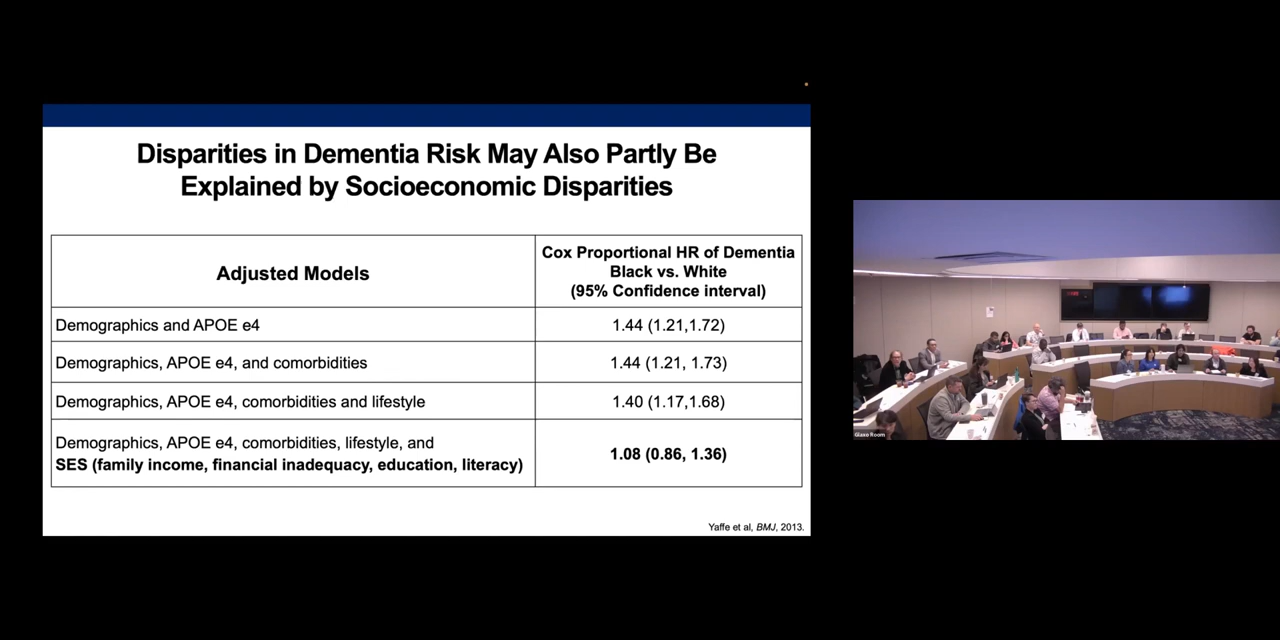 Disparities in Dementia Risk May Also Partly Be
Explained by Socioeconomic Disparities
Adjusted Models
Cox Proportional HR of Dementia
Black vs. White
(95% Confidence interval)
Demographics and APOE e4
1.44 (1.21,1.72)
Demographics, APOE e4, and comorbidities
1.44 (1.21, 1.73)
Demographics, APOE e4, comorbidities and lifestyle
1.40 (1.17,1.68)
Demographics, APOE e4, comorbidities, lifestyle, and
SES (family income, financial inadequacy, education, literacy)
1.08 (0.86, 1.36)
Yaffe et al, BMJ, 2013.
Room